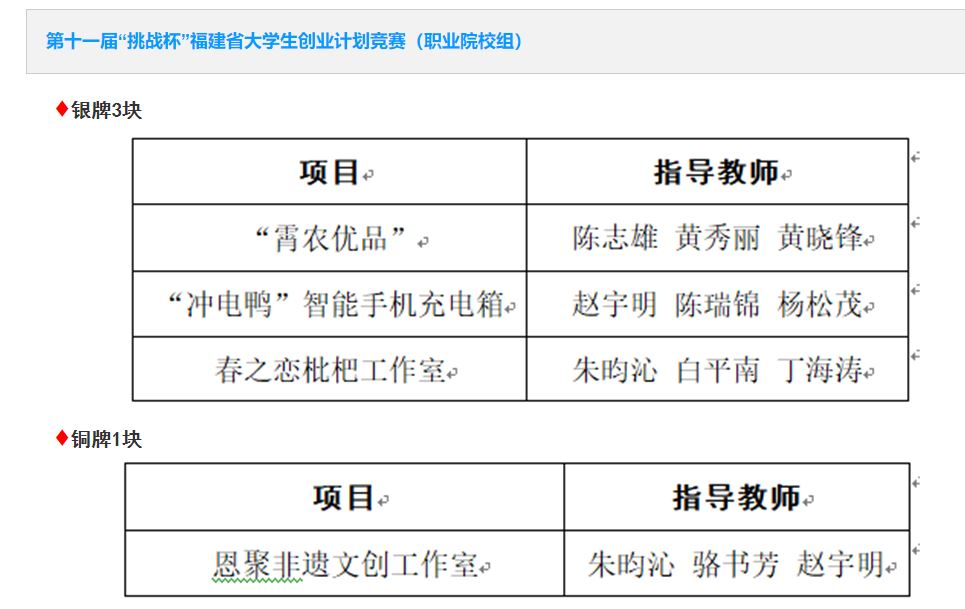 第十一届“挑战杯”福建省大学生创业计划竞赛（职业院校组）
♦银牌3块
项目 指导教师
“霄农优品” 陈志雄 黄秀丽 黄晓锋
“冲电鸭”智能手机充电箱 赵宇明 陈瑞锦 杨松茂
春之恋枇杷工作室 朱昀沁 白平南 丁海涛
♦铜牌1块
项目 指导教师
恩聚非遗文创工作室 朱昀沁 骆书芳 赵宇明